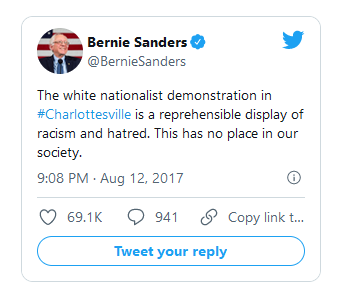 Bernie Sanders
@BernieSanders
The white nationalist demonstration in
#Charlottesville is a reprehensible display of
racism and hatred. This has no place in our
society.
9:08 PM · Aug 12, 2017
69.1K 941 Copy link t...
Tweet your reply